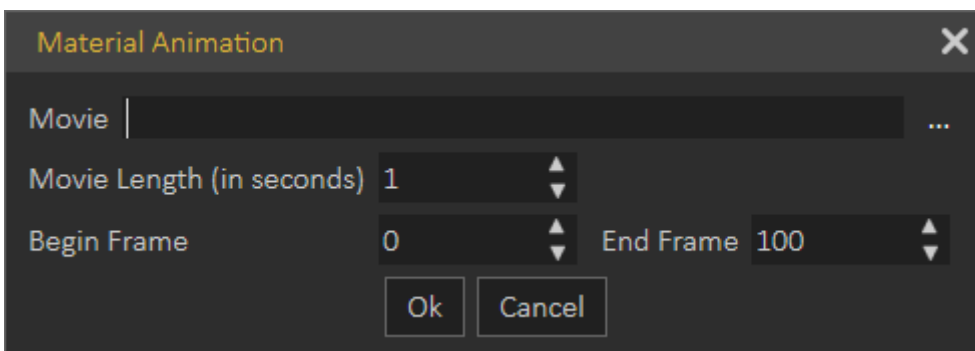 Material Animation
Movie ...
Movie Length (in seconds) 1
Begin Frame 0 End Frame 100
Ok Cancel